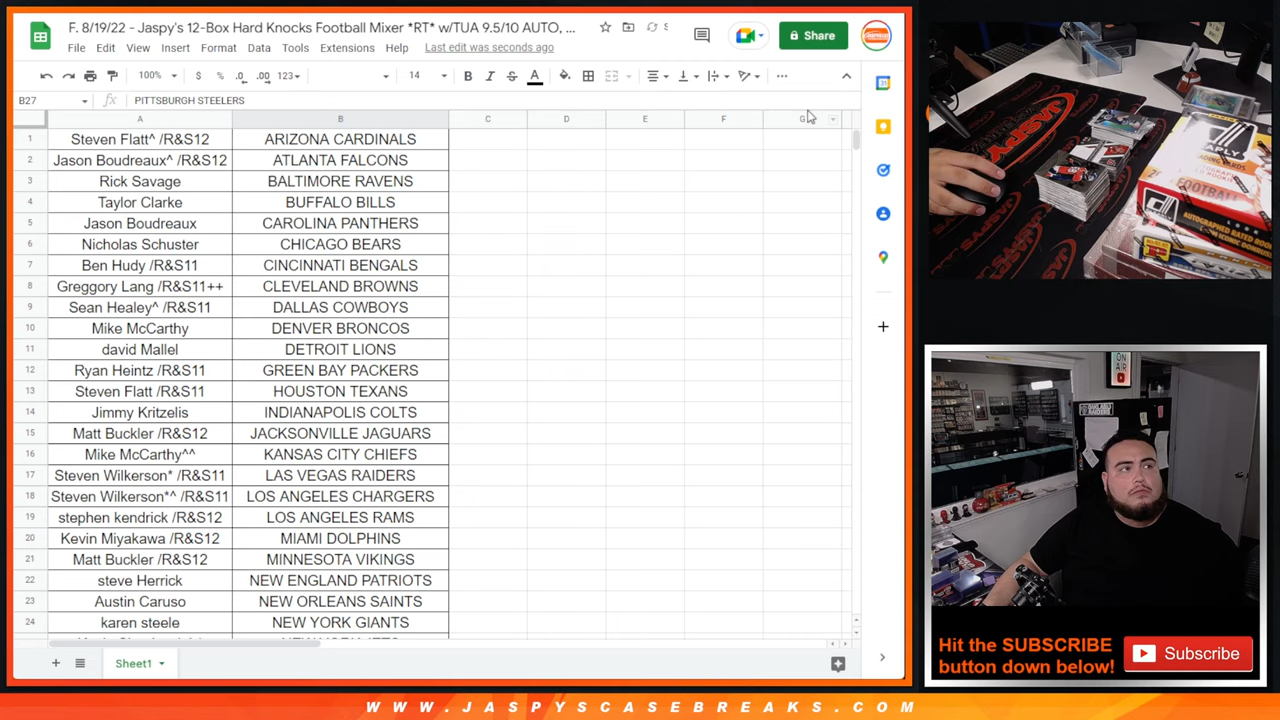 F. 8/19/22 - Jaspy's 12-Box Hard Knocks Football Mixer *RT* w/TUA 9.5/10 AUTO, ...
Share
File Edit View Insert Format Data Tools Extensions Help Last edit was seconds ago
100% $ % .0 .00 123 14 B I S A
B27 fx PITTSBURGH STEELERS
A B C D E F G
1 Steven Flatt^ /R&S12 ARIZONA CARDINALS
2 Jason Boudreaux^ /R&S12 ATLANTA FALCONS
3 Rick Savage BALTIMORE RAVENS
4 Taylor Clarke BUFFALO BILLS
5 Jason Boudreaux CAROLINA PANTHERS
6 Nicholas Schuster CHICAGO BEARS
7 Ben Hudy /R&S11 CINCINNATI BENGALS
8 Greggory Lang /R&S11++ CLEVELAND BROWNS
9 Sean Healey^ /R&S11 DALLAS COWBOYS
10 Mike McCarthy DENVER BRONCOS
11 david Mallel DETROIT LIONS
12 Ryan Heintz /R&S11 GREEN BAY PACKERS
13 Steven Flatt /R&S11 HOUSTON TEXANS
14 Jimmy Kritzelis INDIANAPOLIS COLTS
15 Matt Buckler /R&S12 JACKSONVILLE JAGUARS
16 Mike McCarthy^^ KANSAS CITY CHIEFS
17 Steven Wilkerson* /R&S11 LAS VEGAS RAIDERS
18 Steven Wilkerson*^ /R&S11 LOS ANGELES CHARGERS
19 stephen kendrick /R&S12 LOS ANGELES RAMS
20 Kevin Miyakawa /R&S12 MIAMI DOLPHINS
21 Matt Buckler /R&S12 MINNESOTA VIKINGS
22 steve Herrick NEW ENGLAND PATRIOTS
23 Austin Caruso NEW ORLEANS SAINTS
24 karen steele NEW YORK GIANTS
Sheet1
JASPY
FOOTBALL
ON AIR
Hit the SUBSCRIBE
button down below!
Subscribe
WWW.JASPYSCASEBREAKS.COM